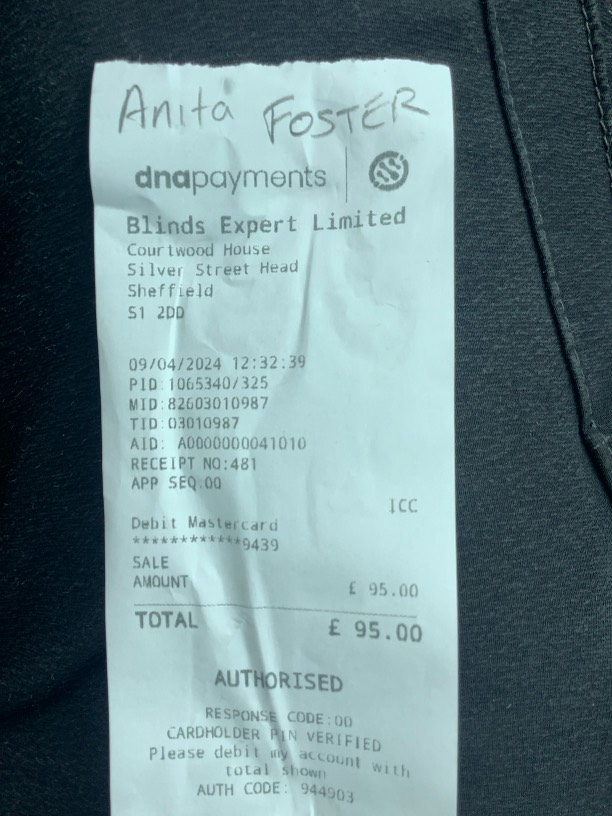 Anita FOSTER
dnapayments
Blinds Expert Limited
Courtwood House
Silver Street Head
Sheffield
S1 2DD
09/04/2024 12:32:39
PID:1065340/325
MID:82603010987
TID:03010987
AID: A0000000041010
RECEIPT NO:481
APP SEQ:00
ICC
Debit Mastercard
************9439
SALE
AMOUNT £ 95.00
TOTAL £ 95.00
AUTHORISED
RESPONSE CODE:00
CARDHOLDER PIN VERIFIED
Please debit my account with
total shown
AUTH CODE: 944903